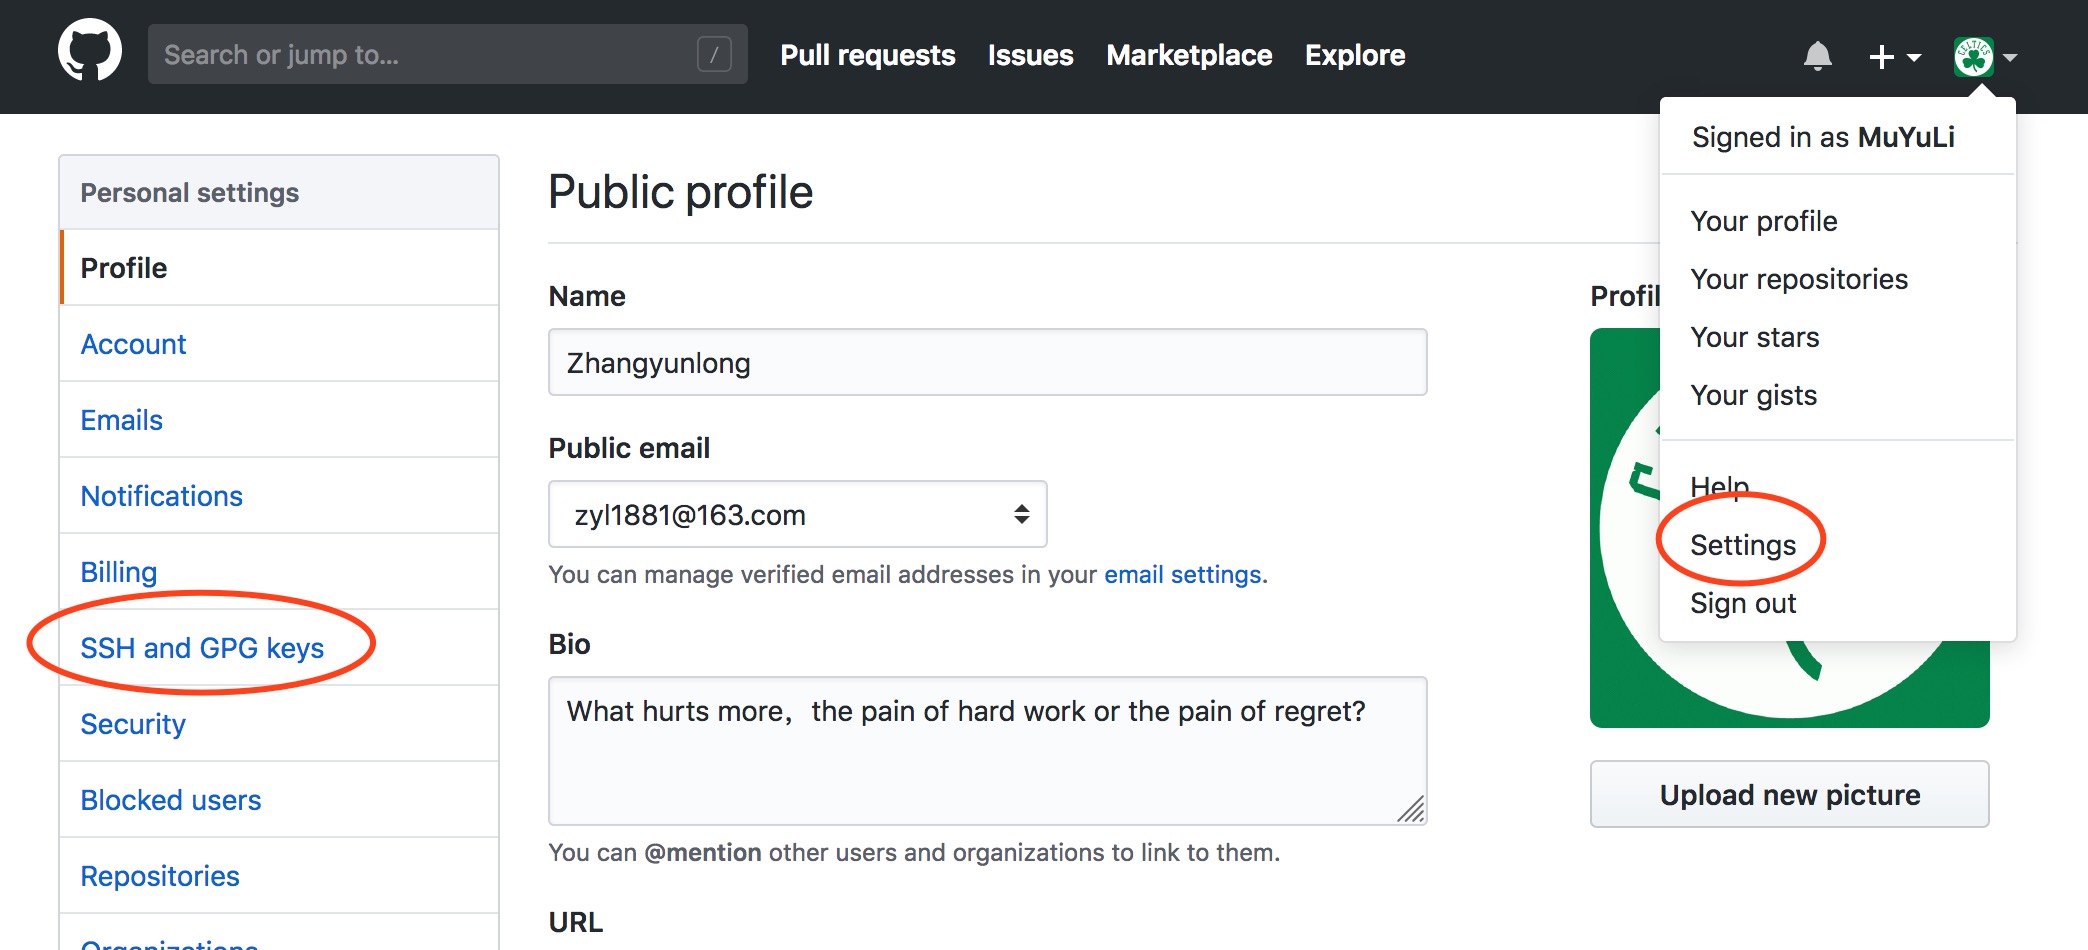 Search or jump to... /
Pull requests
Issues
Marketplace
Explore
CELTICS
Signed in as MuYuLi
Your profile
Your repositories
Your stars
Your gists
Help
Settings
Sign out
Personal settings
Profile
Account
Emails
Notifications
Billing
SSH and GPG keys
Security
Blocked users
Repositories
Organizations
Public profile
Name
Zhangyunlong
Public email
zyl1881@163.com
You can manage verified email addresses in your email settings.
Bio
What hurts more，the pain of hard work or the pain of regret?
You can @mention other users and organizations to link to them.
URL
Profil
Upload new picture